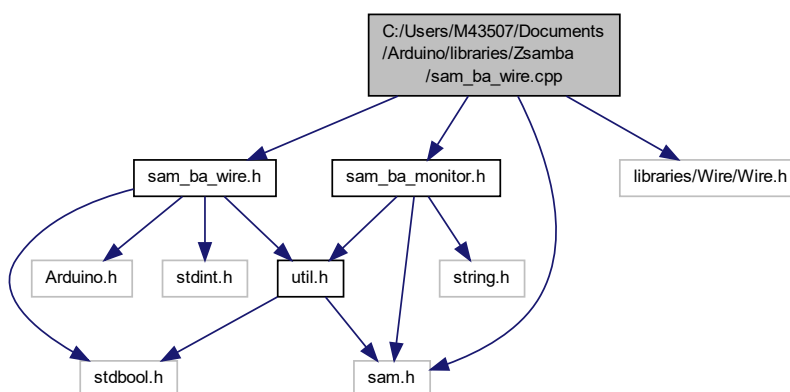 C:/Users/M43507/Documents
/Arduino/libraries/Zsamba
/sam_ba_wire.cpp
sam_ba_wire.h
sam_ba_monitor.h
libraries/Wire/Wire.h
Arduino.h
stdint.h
util.h
string.h
stdbool.h
sam.h